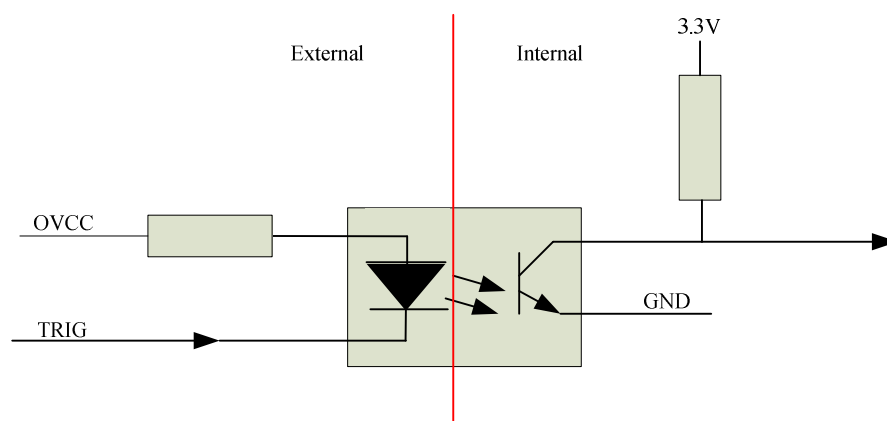 3.3V
External
Internal
OVCC
GND
TRIG